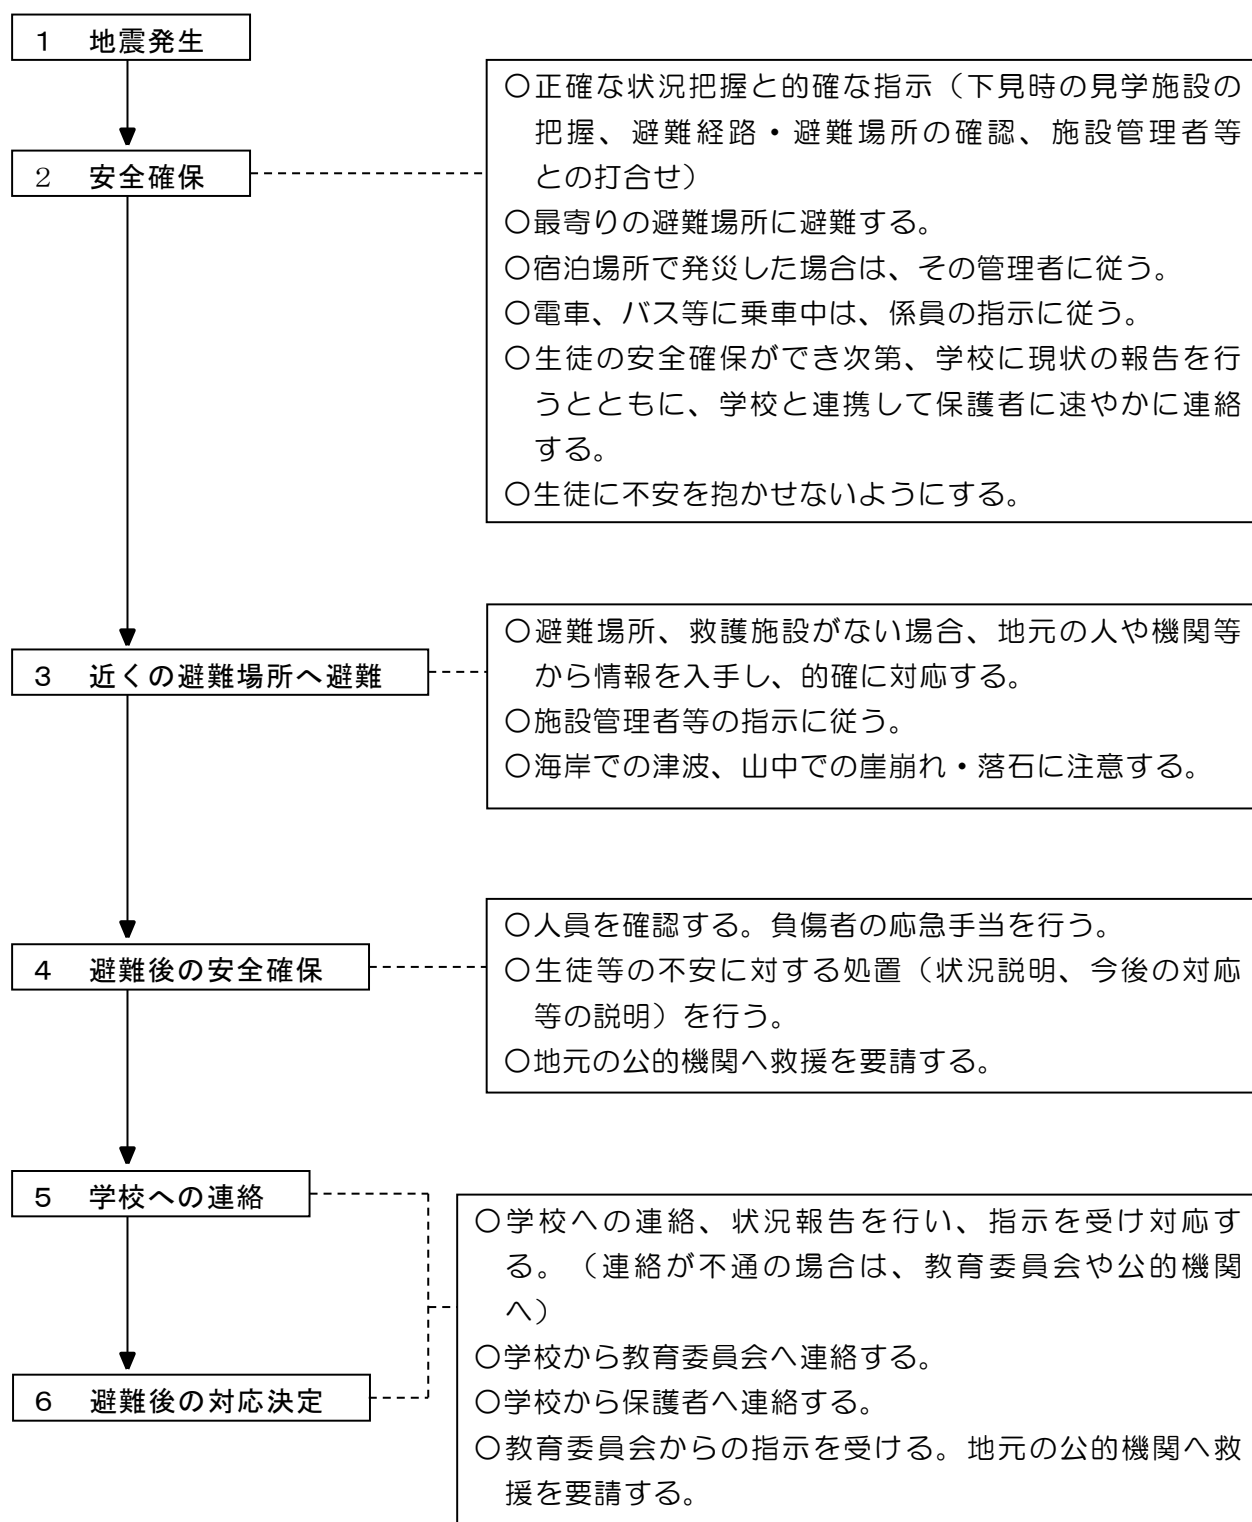 １　地震発生
２　安全確保
〇正確な状況把握と的確な指示（下見時の見学施設の
把握、避難経路・避難場所の確認、施設管理者等
との打合せ）
〇最寄りの避難場所に避難する。
〇宿泊場所で発災した場合は、その管理者に従う。
〇電車、バス等に乗車中は、係員の指示に従う。
〇生徒の安全確保ができ次第、学校に現状の報告を行
うとともに、学校と連携して保護者に速やかに連絡
する。
〇生徒に不安を抱かせないようにする。
３　近くの避難場所へ避難
〇避難場所、救護施設がない場合、地元の人や機関等
から情報を入手し、的確に対応する。
〇施設管理者等の指示に従う。
〇海岸での津波、山中での崖崩れ・落石に注意する。
４　避難後の安全確保
〇人員を確認する。負傷者の応急手当を行う。
〇生徒等の不安に対する処置（状況説明、今後の対応
等の説明）を行う。
〇地元の公的機関へ救援を要請する。
５　学校への連絡
６　避難後の対応決定
〇学校への連絡、状況報告を行い、指示を受け対応す
る。（連絡が不通の場合は、教育委員会や公的機関
へ）
〇学校から教育委員会へ連絡する。
〇学校から保護者へ連絡する。
〇教育委員会からの指示を受ける。地元の公的機関へ救
援を要請する。